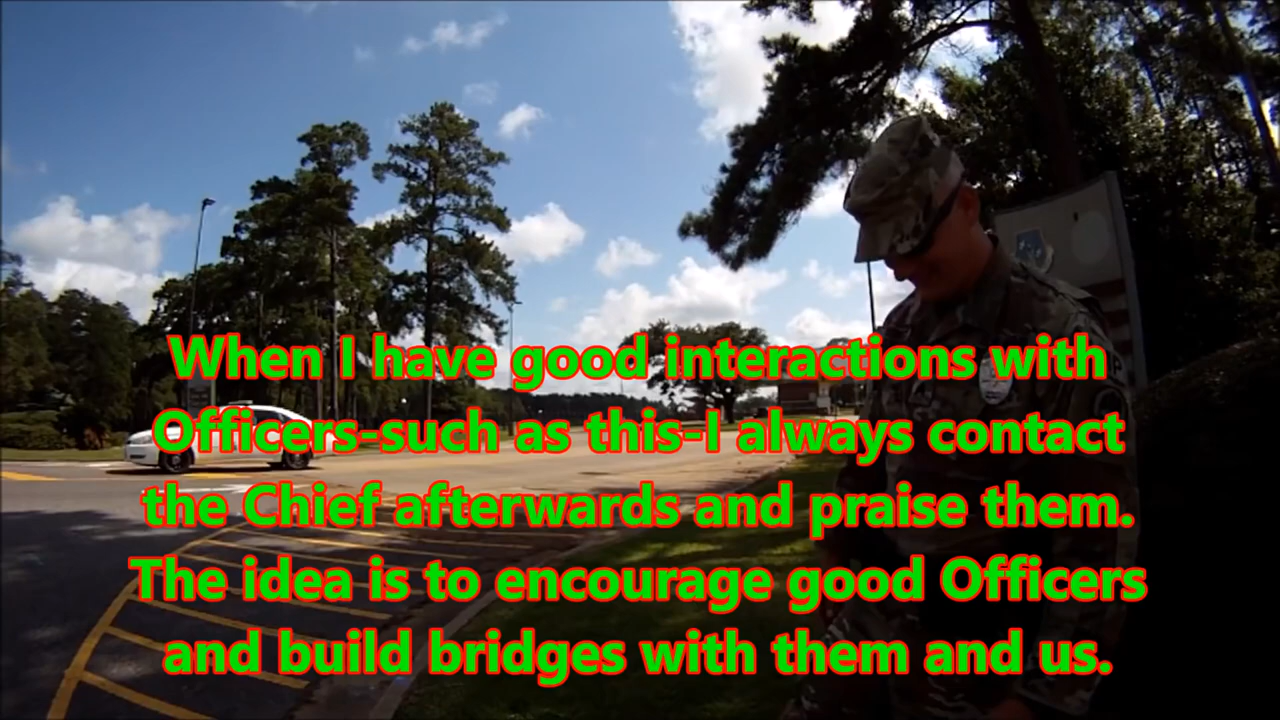 When I have good interactions with
Officers-such as this-I always contact
the Chief afterwards and praise them.
The idea is to encourage good Officers
and build bridges with them and us.